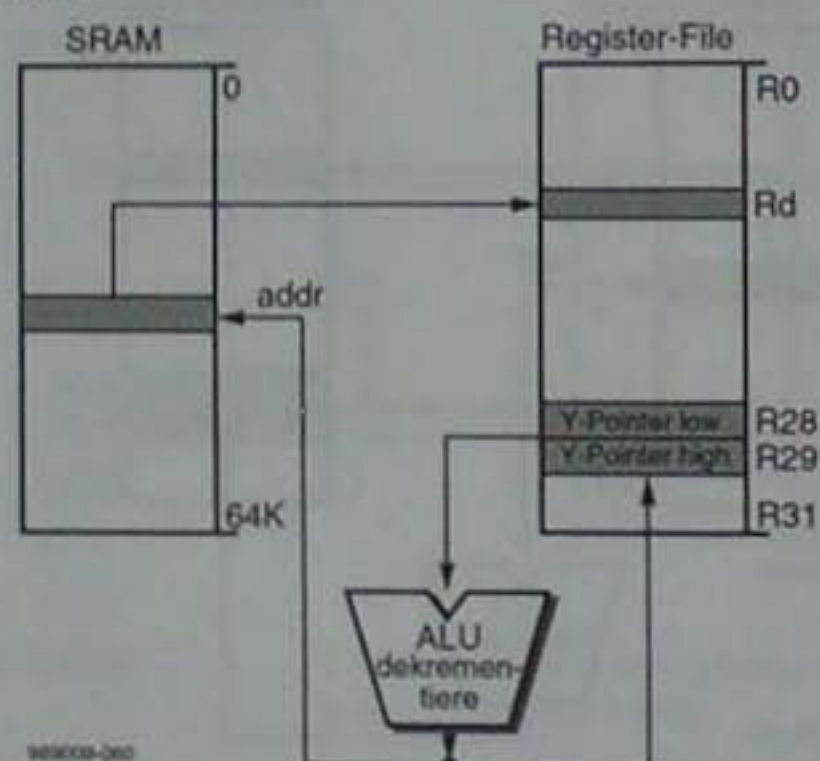 SRAM
Register-File
0
R0
Rd
addr
Y-Pointer low
R28
Y-Pointer high
R29
64K
R31
ALU
dekremen-
tiere